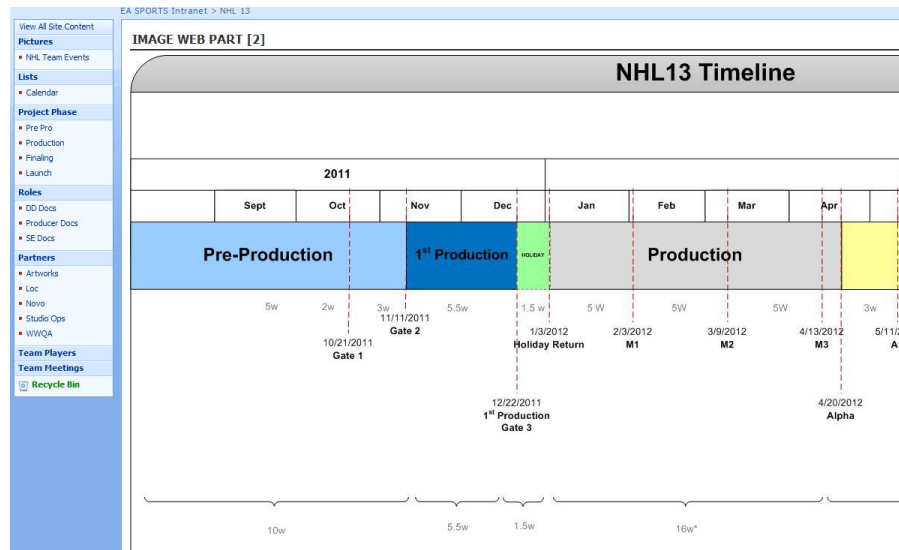 EA SPORTS Intranet > NHL 13
View All Site Content
Pictures
NHL Team Events
Lists
Calendar
Project Phase
Pre Pro
Production
Finaling
Launch
Roles
DD Docs
Producer Docs
SE Docs
Partners
Artworks
Loc
Novo
Studio Ops
WWQA
Team Players
Team Meetings
Recycle Bin
IMAGE WEB PART [2]
NHL13 Timeline
2011
Sept Oct Nov Dec Jan Feb Mar Apr
Pre-Production 1st Production HOLIDAY Production
5w 2w 3w 5.5w 1.5 w 5 W 5W 5W 3w
11/11/2011
Gate 2
10/21/2011
Gate 1
1/3/2012 2/3/2012 3/9/2012 4/13/2012 5/11/2
Holiday Return M1 M2 M3 A
12/22/2011
1st Production
Gate 3
4/20/2012
Alpha
10w 5.5w 1.5w 16w*